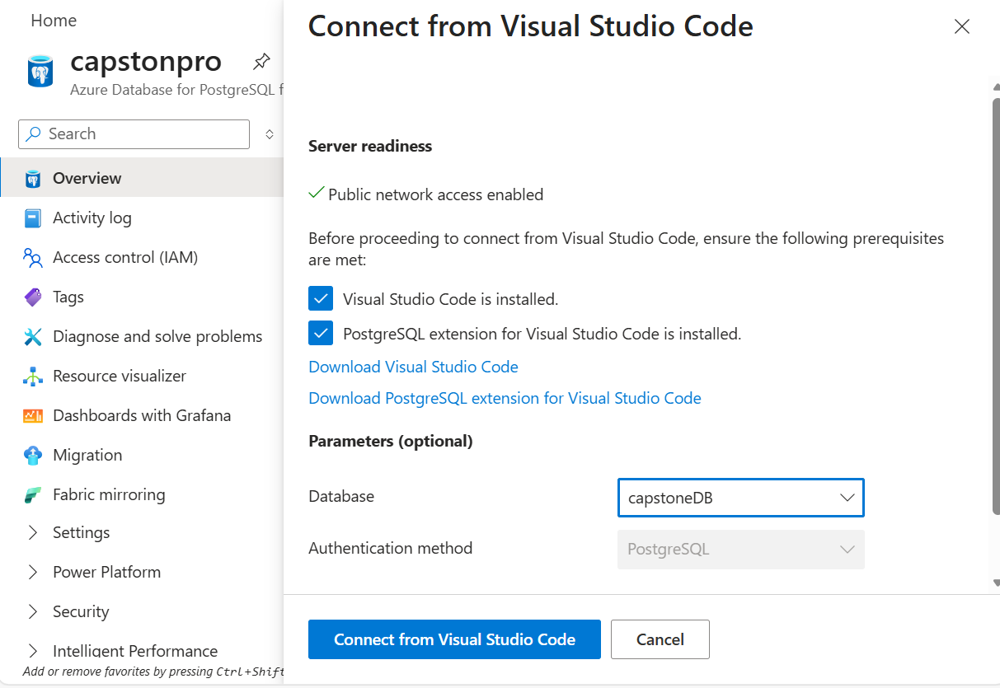 Home
capstonpro
Azure Database for PostgreSQL f
Search
Overview
Activity log
Access control (IAM)
Tags
Diagnose and solve problems
Resource visualizer
Dashboards with Grafana
Migration
Fabric mirroring
Settings
Power Platform
Security
Intelligent Performance
Add or remove favorites by pressing Ctrl+Shift
Connect from Visual Studio Code
Server readiness
Public network access enabled
Before proceeding to connect from Visual Studio Code, ensure the following prerequisites
are met:
Visual Studio Code is installed.
PostgreSQL extension for Visual Studio Code is installed.
Download Visual Studio Code
Download PostgreSQL extension for Visual Studio Code
Parameters (optional)
Database
capstoneDB
Authentication method
PostgreSQL
Connect from Visual Studio Code
Cancel